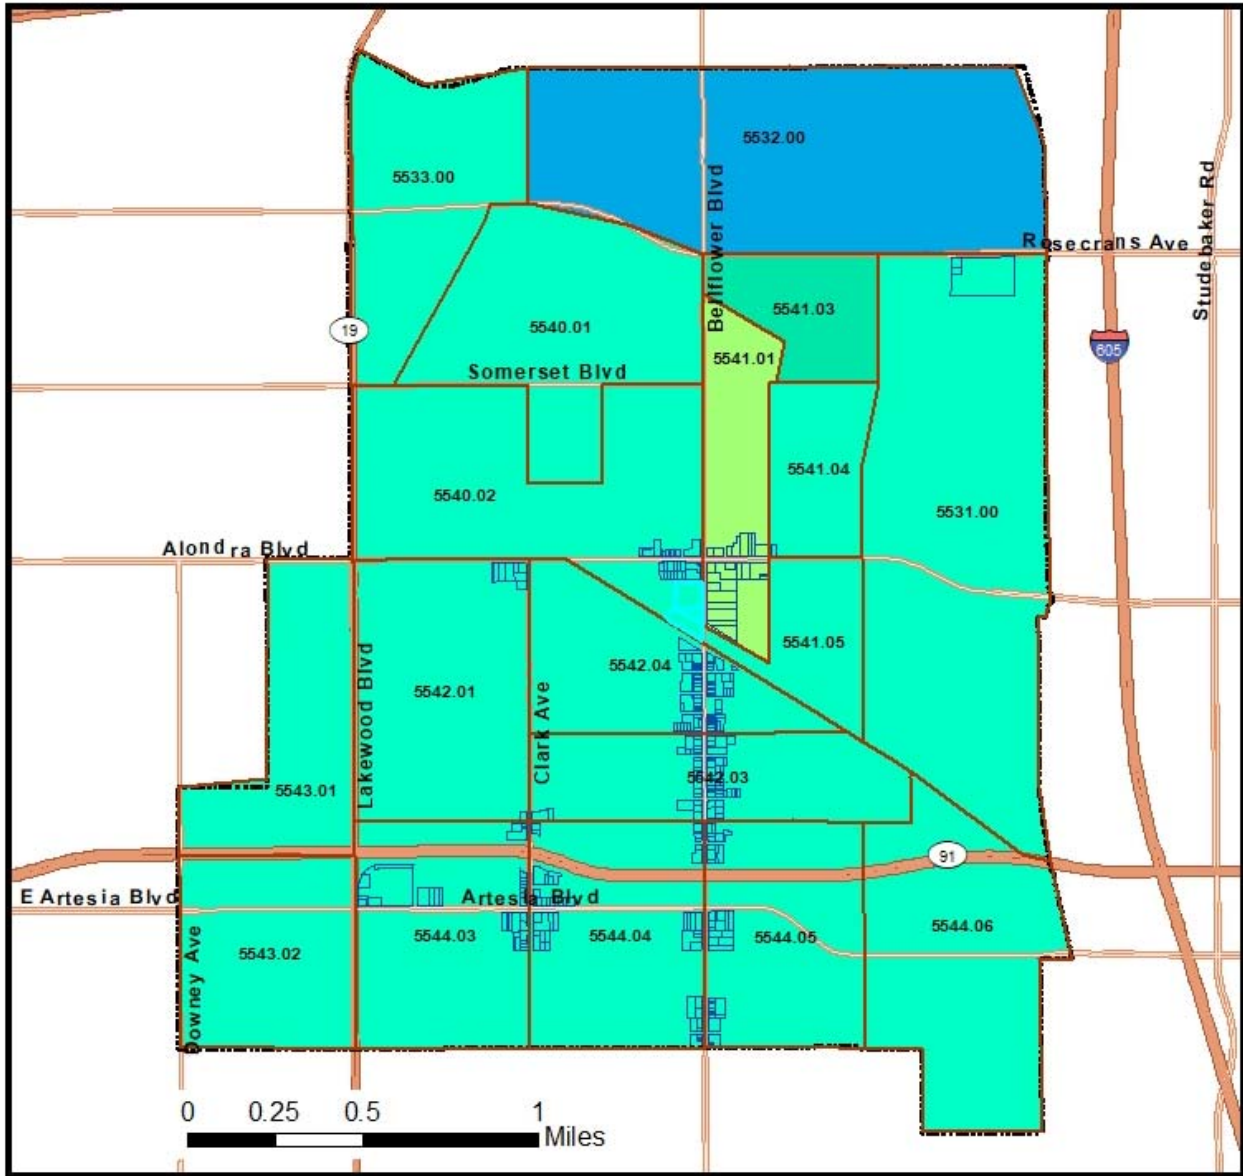 5532.00
Studebaker Rd
5533.00
Bellflower Blvd
Rosecrans Ave
5541.03
19
5540.01
605
5541.01
Somerset Blvd
5541.04
5540.02
5531.00
Alondra Blvd
5541.05
5542.04
5542.01
Lakewood Blvd
Clark Ave
5542.03
5543.01
91
E Artesia Blvd
Artesia Blvd
5544.06
5544.03
5544.04
5544.05
5543.02
Downey Ave
0 0.25 0.5 1
Miles